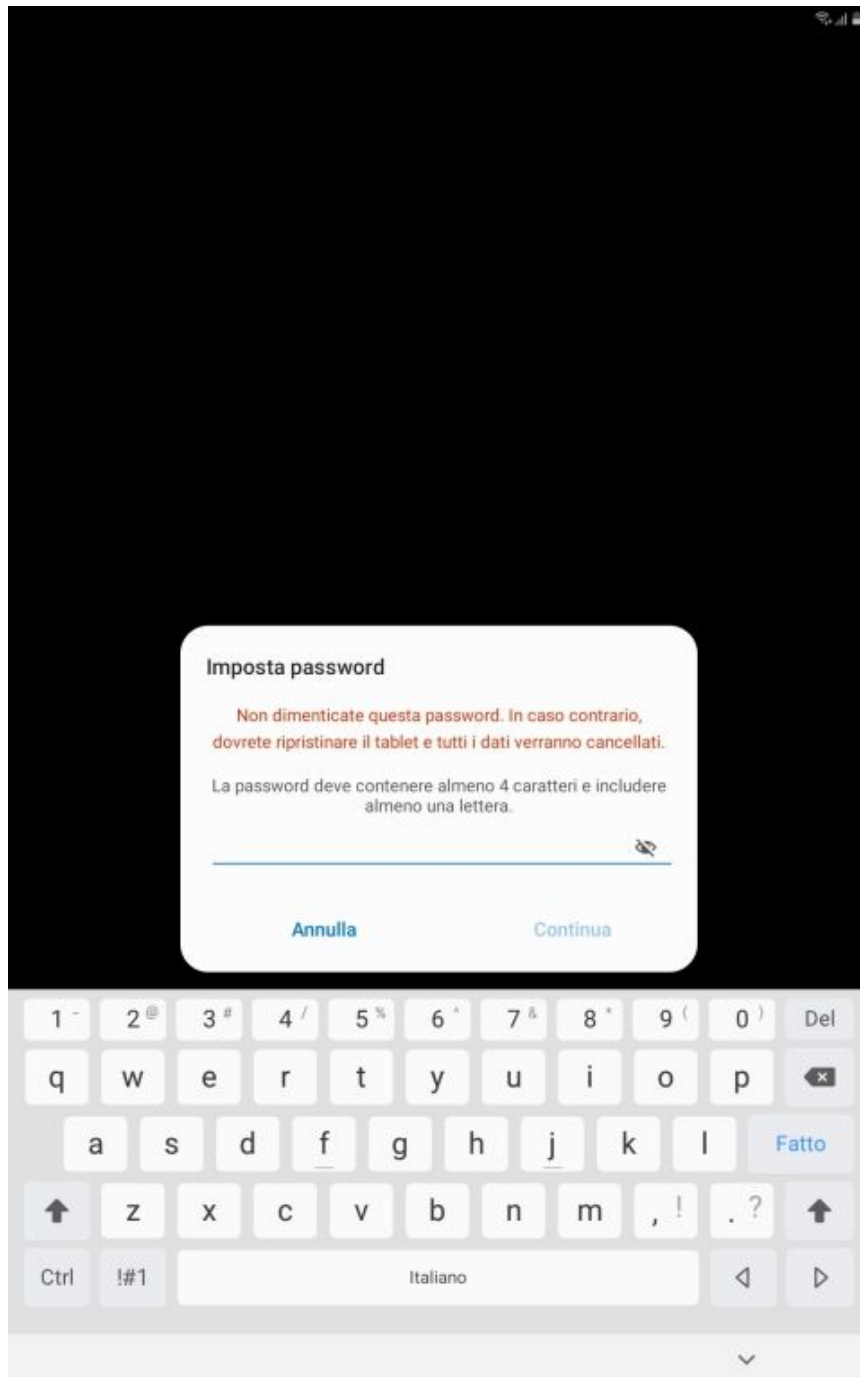 Imposta password
Non dimenticate questa password. In caso contrario,
dovrete ripristinare il tablet e tutti i dati verranno cancellati.
La password deve contenere almeno 4 caratteri e includere
almeno una lettera.
Annulla Continua
1 - 2 @ 3 # 4 / 5 % 6 ^ 7 & 8 * 9 ( 0 ) Del
q w e r t y u i o p
a s d f g h j k l Fatto
z x c v b n m , ! . ?
Ctrl !#1 Italiano